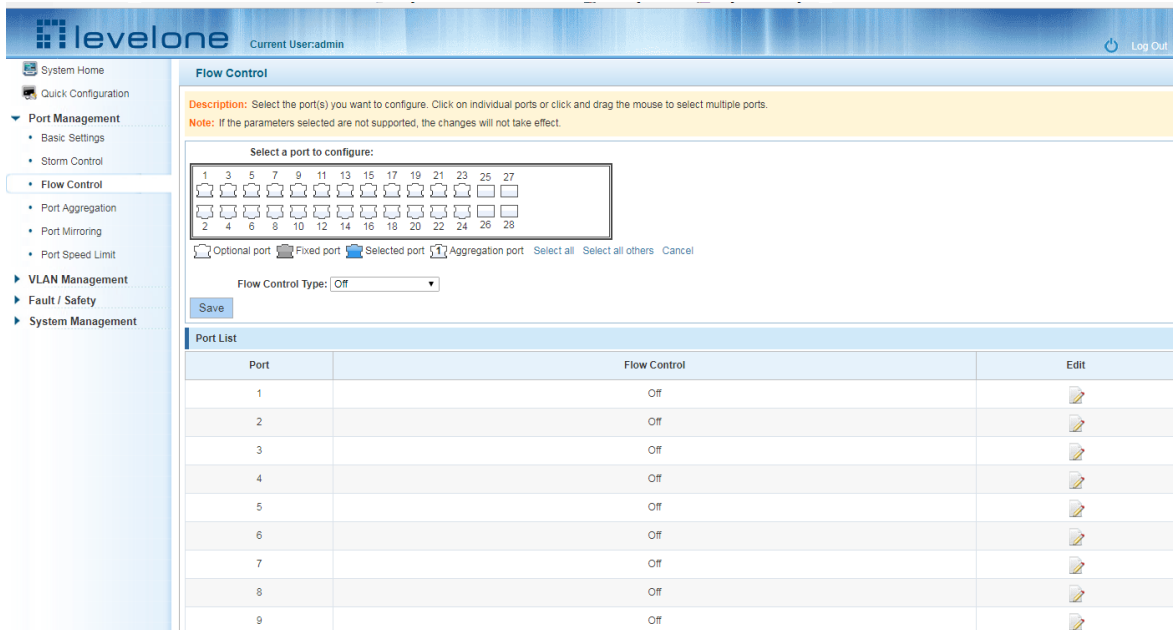 levelone Current User:admin Log Out
System Home
Quick Configuration
Port Management
Basic Settings
Storm Control
Flow Control
Port Aggregation
Port Mirroring
Port Speed Limit
VLAN Management
Fault / Safety
System Management
Flow Control
Description: Select the port(s) you want to configure. Click on individual ports or click and drag the mouse to select multiple ports.
Note: If the parameters selected are not supported, the changes will not take effect.
Select a port to configure:
1 3 5 7 9 11 13 15 17 19 21 23 25 27
2 4 6 8 10 12 14 16 18 20 22 24 26 28
Optional port Fixed port Selected port 1 Aggregation port Select all Select all others Cancel
Flow Control Type: Off
Save
Port List
Port Flow Control Edit
1 Off
2 Off
3 Off
4 Off
5 Off
6 Off
7 Off
8 Off
9 Off